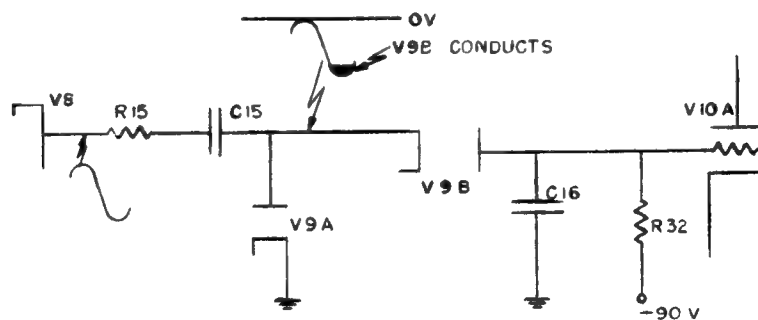 0V
V9B CONDUCTS
V8
R15
C15
V10A
V9B
C16
V9A
R32
-90 V